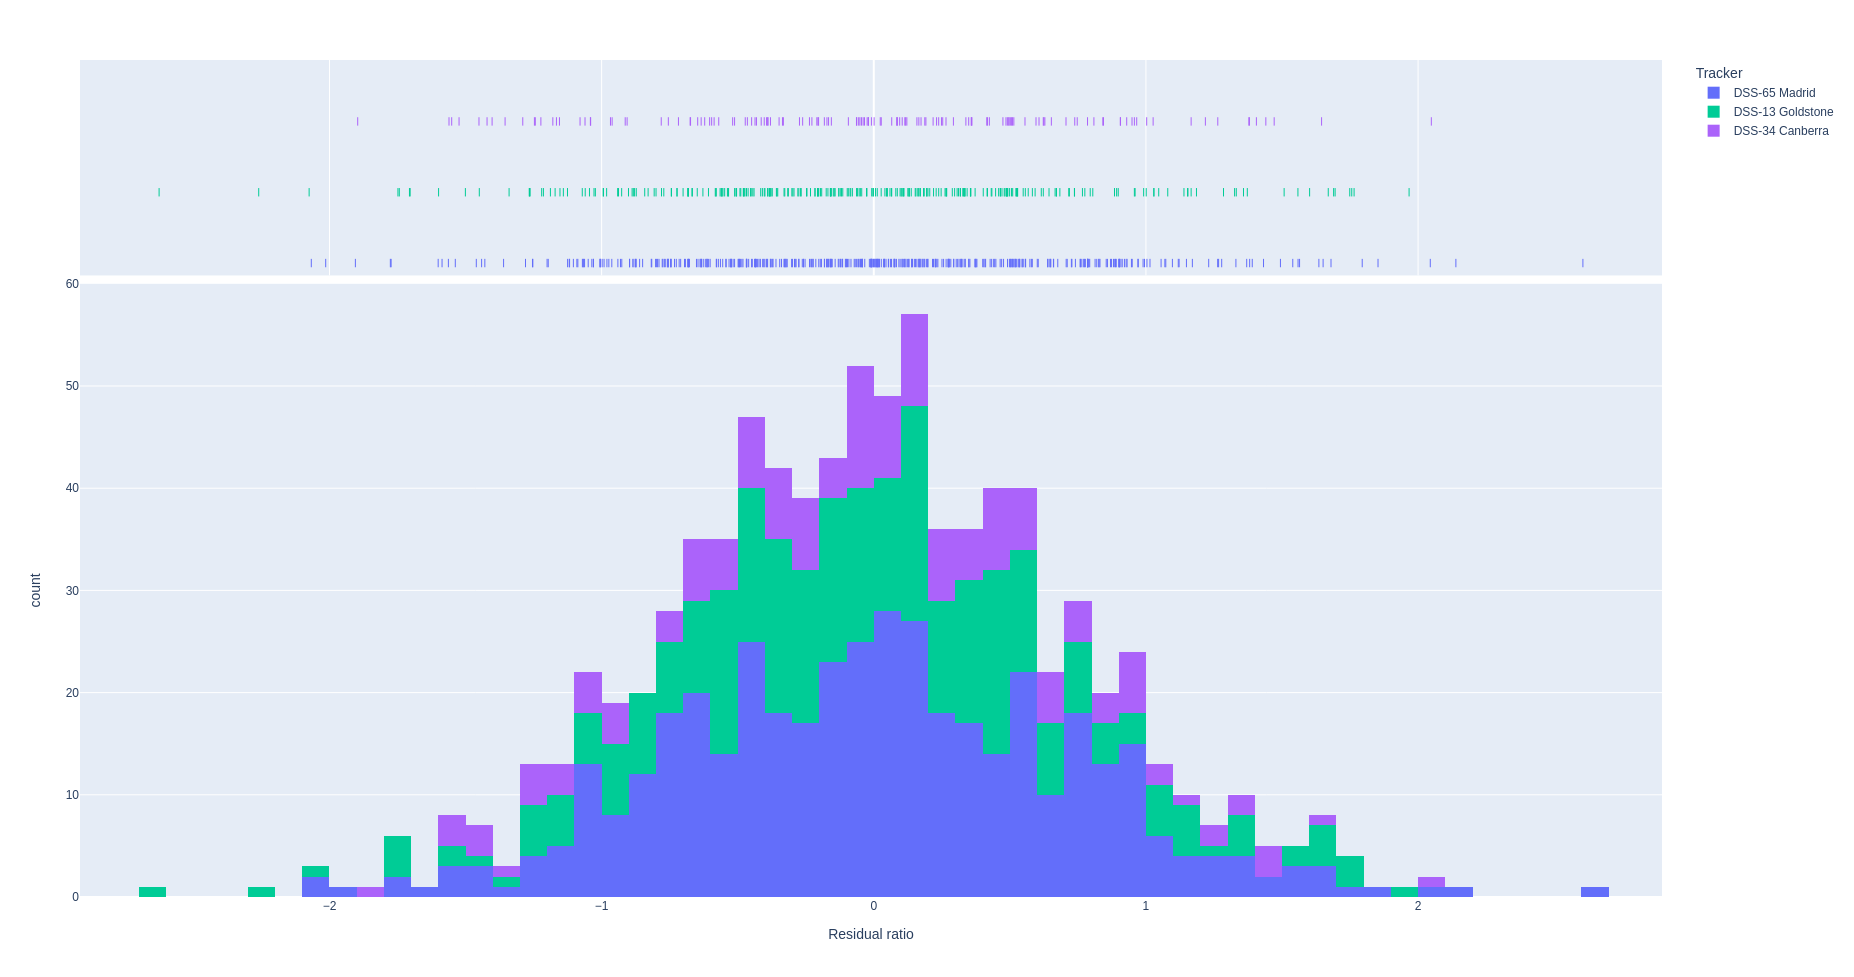 Tracker
DSS-65 Madrid
DSS-13 Goldstone
DSS-34 Canberra
60
50
40
30
20
10
0
count
−2
−1
0
1
2
Residual ratio